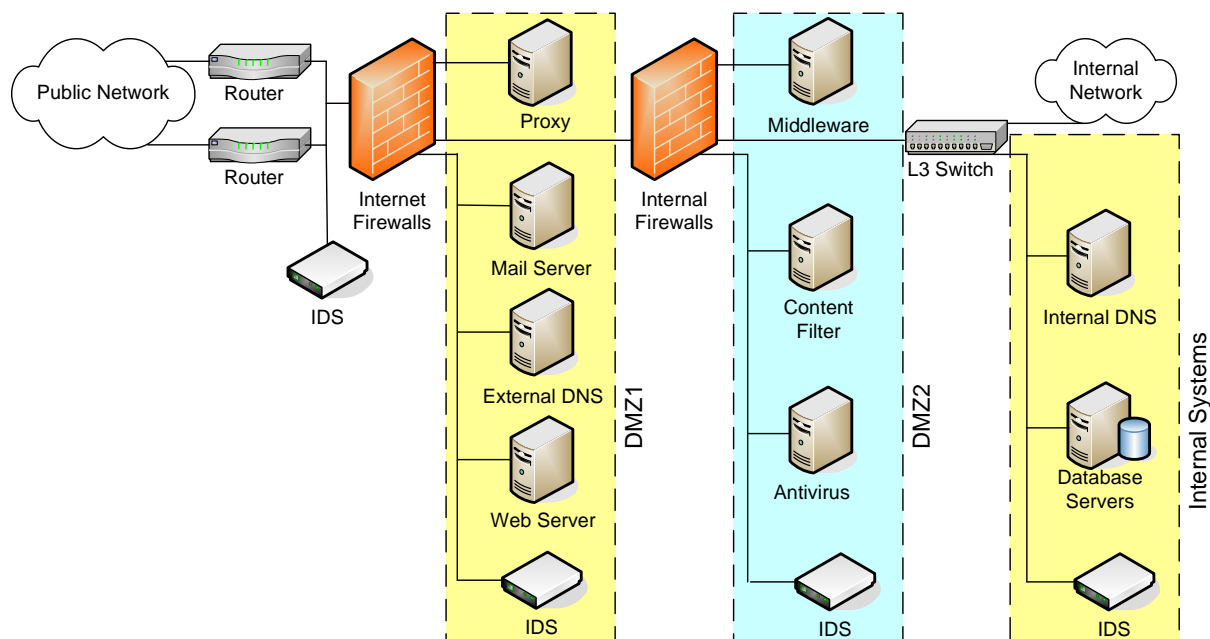 Public Network
Router
Router
IDS
Internet
Firewalls
Proxy
Mail Server
External DNS
Web Server
IDS
DMZ1
Internal
Firewalls
Middleware
Content
Filter
Antivirus
IDS
DMZ2
L3 Switch
Internal
Network
Internal DNS
Database
Servers
IDS
Internal Systems